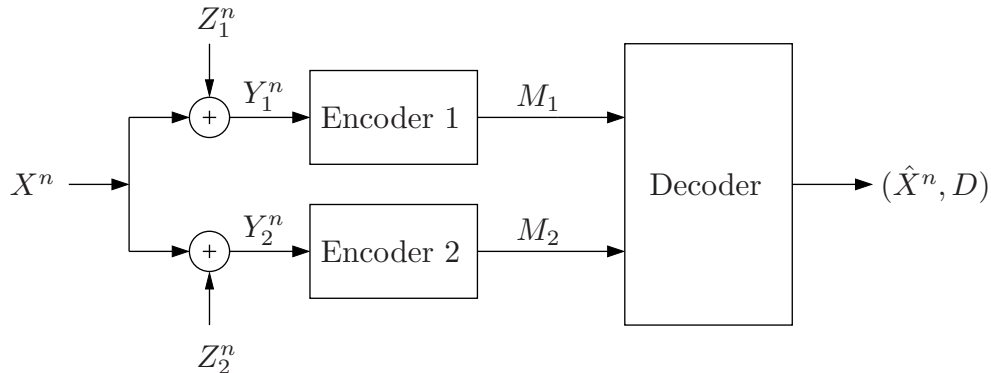 Z_1^n
+
Y_1^n
Encoder 1
M_1
X^n
Decoder
(\hat{X}^n, D)
+
Y_2^n
Encoder 2
M_2
Z_2^n